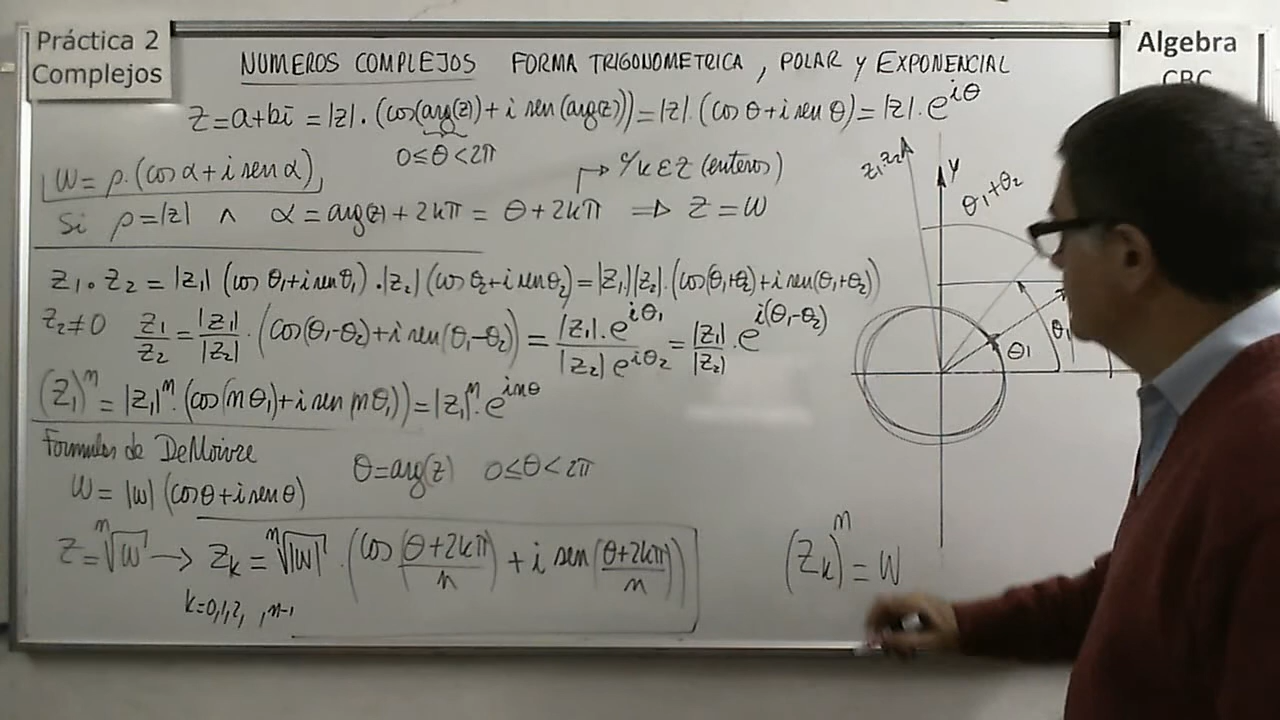 Práctica 2
Complejos
Algebra
CBC
NUMEROS COMPLEJOS FORMA TRIGONOMETRICA, POLAR y EXPONENCIAL
Z=a+bi=|z|.(cos(arg(z))+i sen(arg(z)))=|z|.(cos θ+i sen θ)=|z|.e^{iθ}
0≤θ<2π
W=ρ.(cos α+i sen α),
c/k∈Z (enteros)
Si ρ=|z| ∧ α=arg(z)+2kπ=θ+2kπ ⇒ Z=W
Z₁.Z₂=|z₁|(cos θ₁+i sen θ₁).|z₂|(cos θ₂+i sen θ₂)=|z₁||z₂|.(cos(θ₁+θ₂)+i sen(θ₁+θ₂))
Z₂≠0 Z₁/Z₂=|z₁|/|z₂|.(cos(θ₁-θ₂)+i sen(θ₁-θ₂))=|z₁|.e^{iθ₁}/|z₂|e^{iθ₂}=|z₁|/|z₂|.e^{i(θ₁-θ₂)}
(Z₁)ⁿ=|z₁|ⁿ.(cos(nθ₁)+i sen(nθ₁))=|z₁|ⁿ.e^{inθ}
Formulas de DeMoivre
θ=arg(z) 0≤θ<2π
W=|w|(cos θ+i sen θ)
Z=ⁿ√W → Z_k=ⁿ√|w|.(cos((θ+2kπ)/n)+i sen((θ+2kπ)/n))
k=0,1,2, ,n-1
(Z_k)ⁿ=W
z₁.z₂
y
θ₁+θ₂
θ₁
θ₁